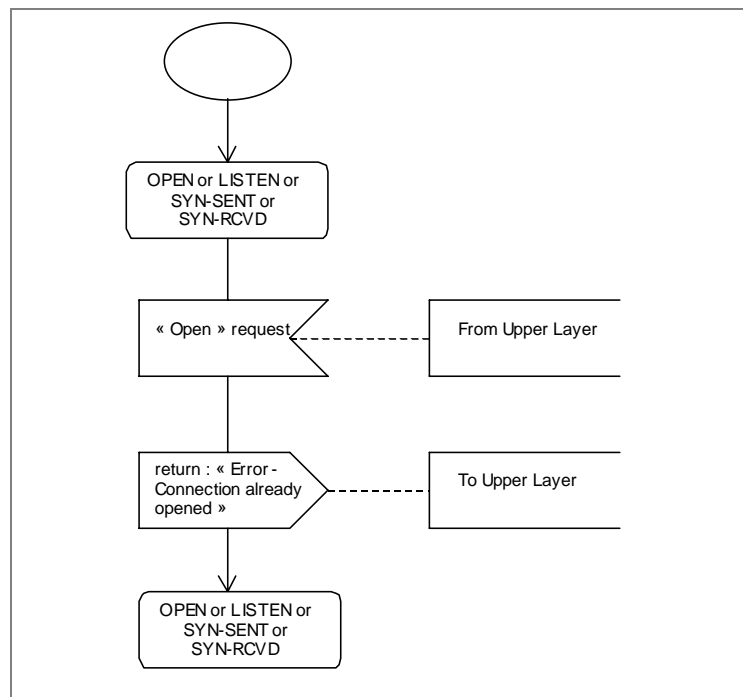 OPEN or LISTEN or
SYN-SENT or
SYN-RCVD
« Open » request
From Upper Layer
return : « Error -
Connection already
opened »
To Upper Layer
OPEN or LISTEN or
SYN-SENT or
SYN-RCVD